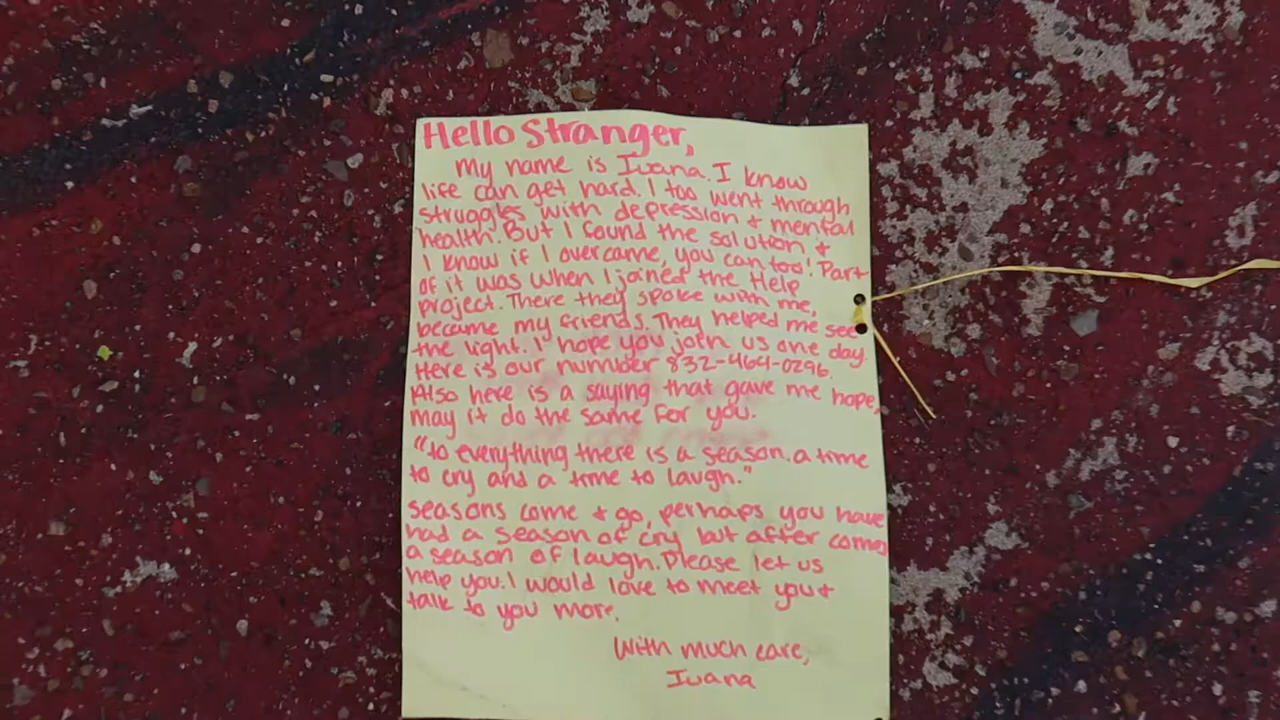 Hello Stranger,
My name is Ivana. I know
life can get hard. I too went through
struggles with depression & mental
health. But I found the solution &
I know if I overcame, you can too! Part
of it was when I joined the Help
project. There they spoke with me,
became my friends. They helped me see
the light. I hope you join us one day.
Here is our number 832-464-0296.
Also here is a saying that gave me hope,
may it do the same for you.
"to everything there is a season, a time
to cry and a time to laugh."
Seasons come & go, perhaps you have
had a season of cry but after comes
a season of laugh. Please let us
help you. I would love to meet you &
talk to you more.
With much care,
Ivana